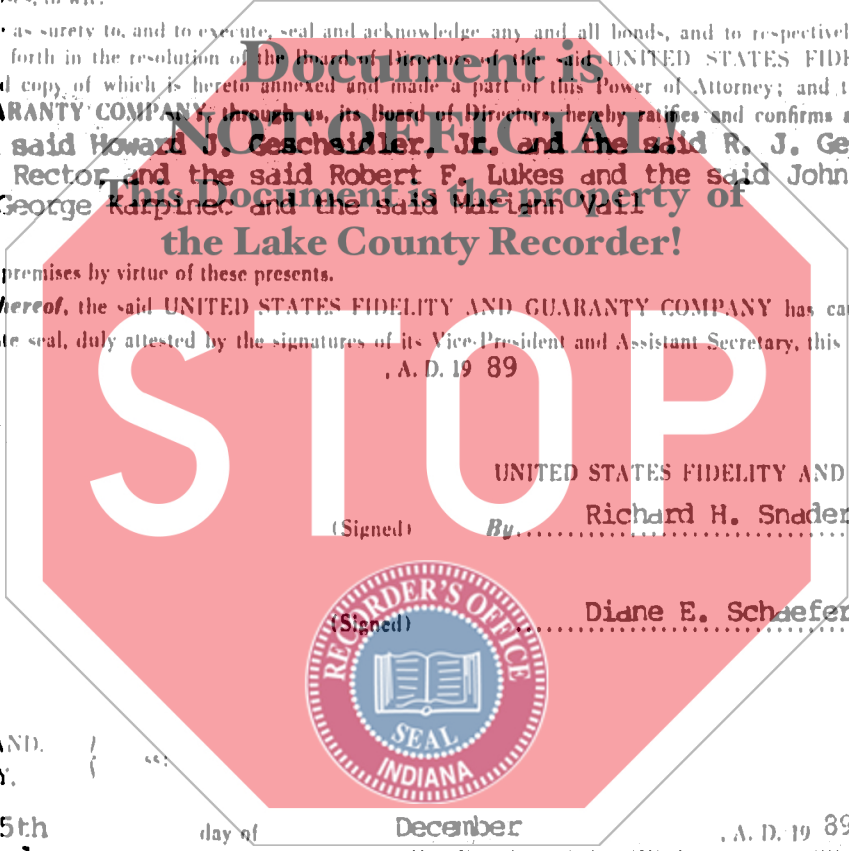 as surety to, and to execute, seal and acknowledge any and all bonds, and to respectivel
forth in the resolution of the Board of Directors of the said UNITED STATES FIDE
Document is
d copy of which is hereto annexed and made a part of this Power of Attorney; and t
ARANTY COMPANY, through us, its Board of Directors, hereby ratifies and confirms a
NOT OFFICIAL!
said Howard J. Gescheidler, Jr. and the said R. J. Ge
Rector and the said Robert F. Lukes and the said John
This Document is the property of
George Karpinec and the said Mariann Vail
the Lake County Recorder!
premises by virtue of these presents.
hereof, the said UNITED STATES FIDELITY AND GUARANTY COMPANY has cau
te seal, duly attested by the signatures of its Vice-President and Assistant Secretary, this
, A. D. 19 89
STOP
UNITED STATES FIDELITY AND
(Signed) By Richard H. Snader
(Signed) Diane E. Schaefer
RECORDER'S OFFICE
SEAL
INDIANA
AND.
Y.
ss:
5th day of December , A. D. 19 89